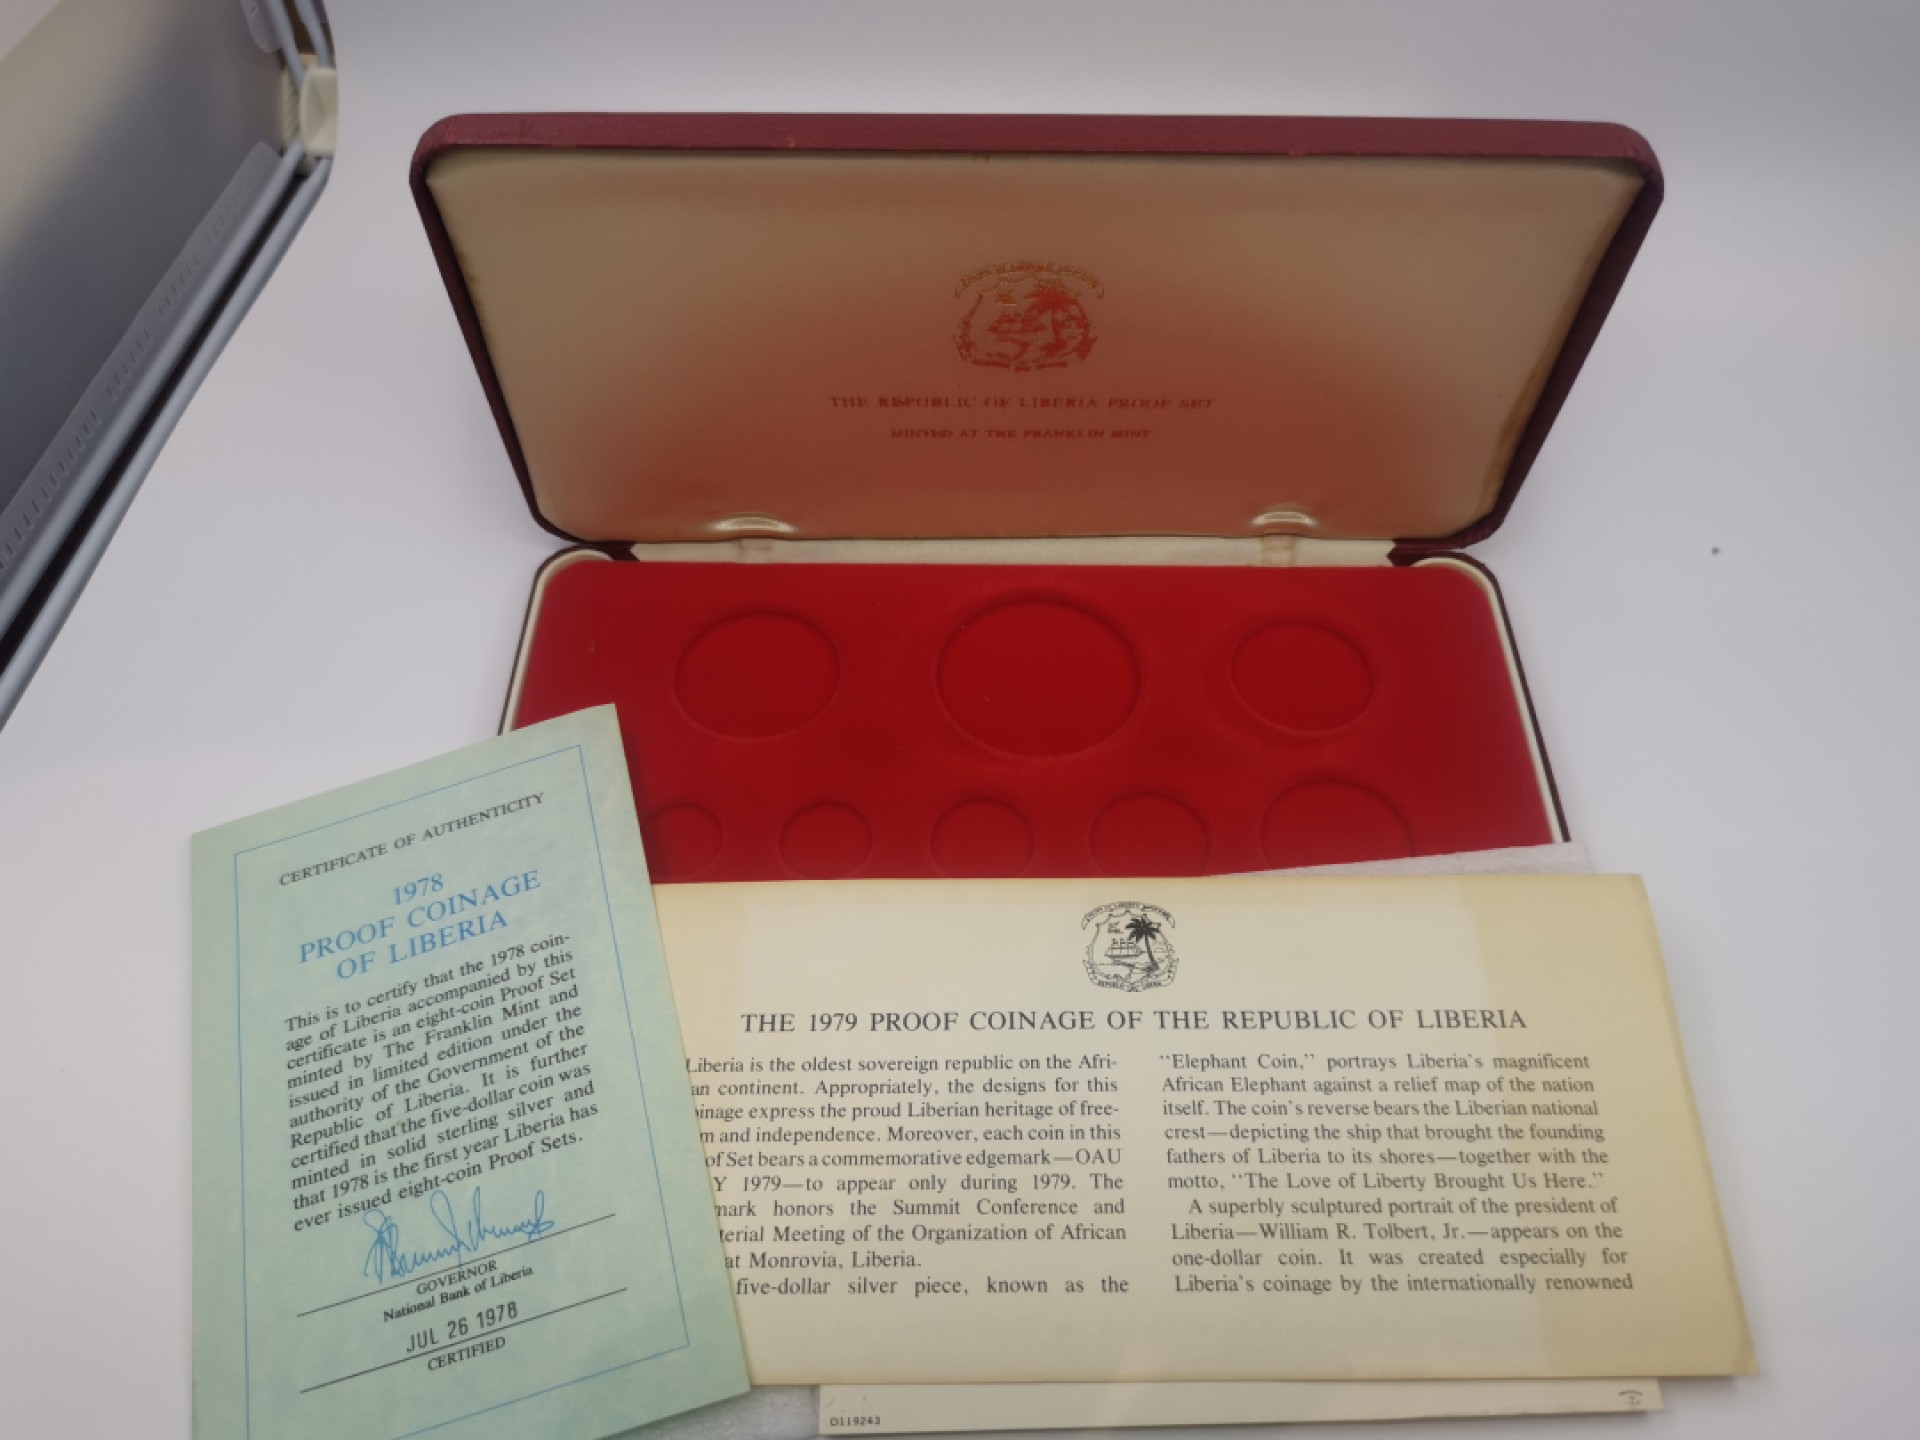 THE REPUBLIC OF LIBERIA PROOF SET
MINTED AT THE FRANKLIN MINT
CERTIFICATE OF AUTHENTICITY
1978
PROOF COINAGE
OF LIBERIA
This is to certify that the 1978 coin-
age of Liberia accompanied by this
certificate is an eight-coin Proof Set
minted by The Franklin Mint and
issued in limited edition under the
authority of the Government of the
Republic of Liberia. It is further
certified that the five-dollar coin was
minted in solid sterling silver and
that 1978 is the first year Liberia has
ever issued eight-coin Proof Sets.
GOVERNOR
National Bank of Liberia
JUL 26 1978
CERTIFIED
THE 1979 PROOF COINAGE OF THE REPUBLIC OF LIBERIA
Liberia is the oldest sovereign republic on the Afri-
an continent. Appropriately, the designs for this
inage express the proud Liberian heritage of free-
m and independence. Moreover, each coin in this
of Set bears a commemorative edgemark—OAU
Y 1979—to appear only during 1979. The
mark honors the Summit Conference and
terial Meeting of the Organization of African
at Monrovia, Liberia.
five-dollar silver piece, known as the
"Elephant Coin," portrays Liberia's magnificent
African Elephant against a relief map of the nation
itself. The coin's reverse bears the Liberian national
crest—depicting the ship that brought the founding
fathers of Liberia to its shores—together with the
motto, "The Love of Liberty Brought Us Here."
A superbly sculptured portrait of the president of
Liberia—William R. Tolbert, Jr.—appears on the
one-dollar coin. It was created especially for
Liberia's coinage by the internationally renowned
D119243